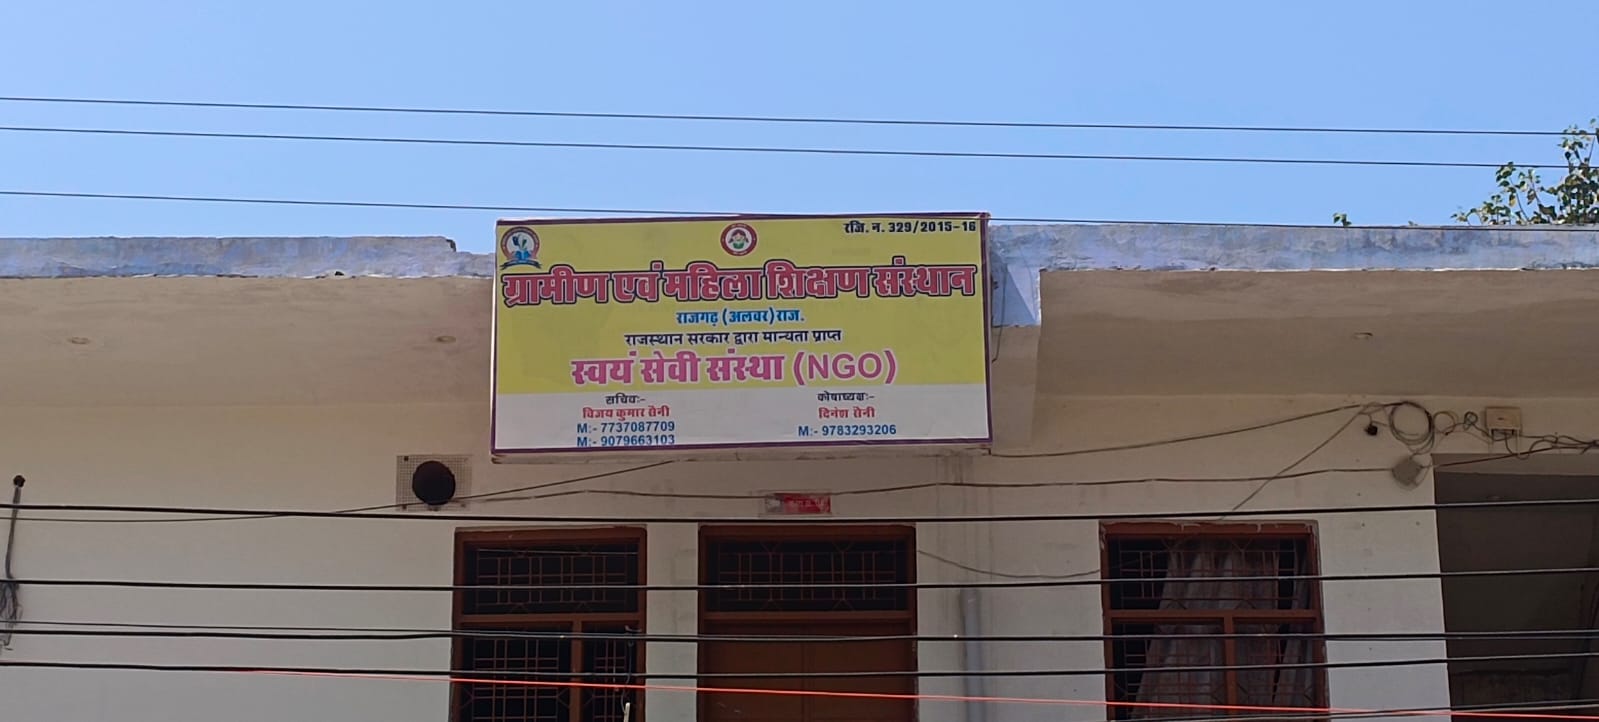 रजि. न. 329/2015-16
ग्रामीण एवं महिला शिक्षण संस्थान
राजगढ़ (अलवर) राज.
राजस्थान सरकार द्वारा मान्यता प्राप्त
स्वयं सेवी संस्था (NGO)
सचिव:-
विजय कुमार सैनी
M:- 7737087709
M:- 9079663103
कोषाध्यक्ष:-
दिनेश सैनी
M:- 9783293206